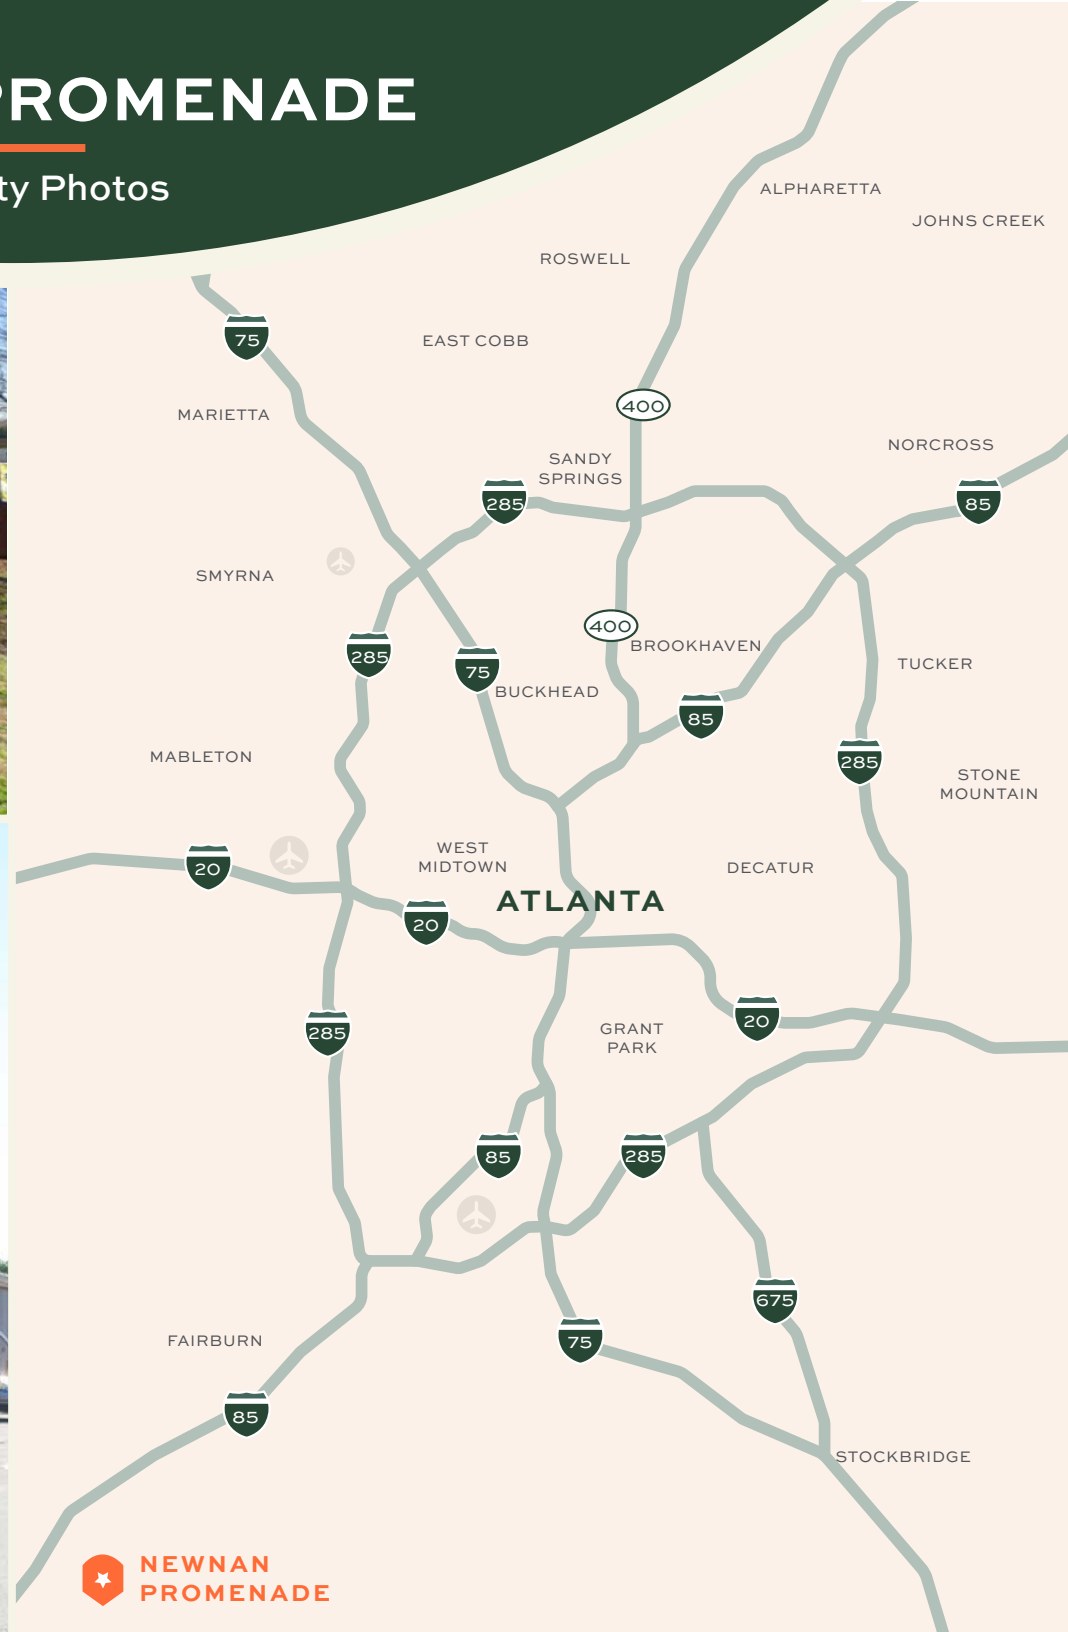 PROMENADE
ty Photos
ALPHARETTA
JOHNS CREEK
ROSWELL
75
EAST COBB
400
MARIETTA
NORCROSS
SANDY
SPRINGS
285
85
SMYRNA
400
BROOKHAVEN
285
75
TUCKER
BUCKHEAD
85
MABLETON
285
STONE
MOUNTAIN
WEST
MIDTOWN
20
DECATUR
ATLANTA
20
20
GRANT
PARK
285
85
285
675
FAIRBURN
75
85
STOCKBRIDGE
NEWNAN
PROMENADE